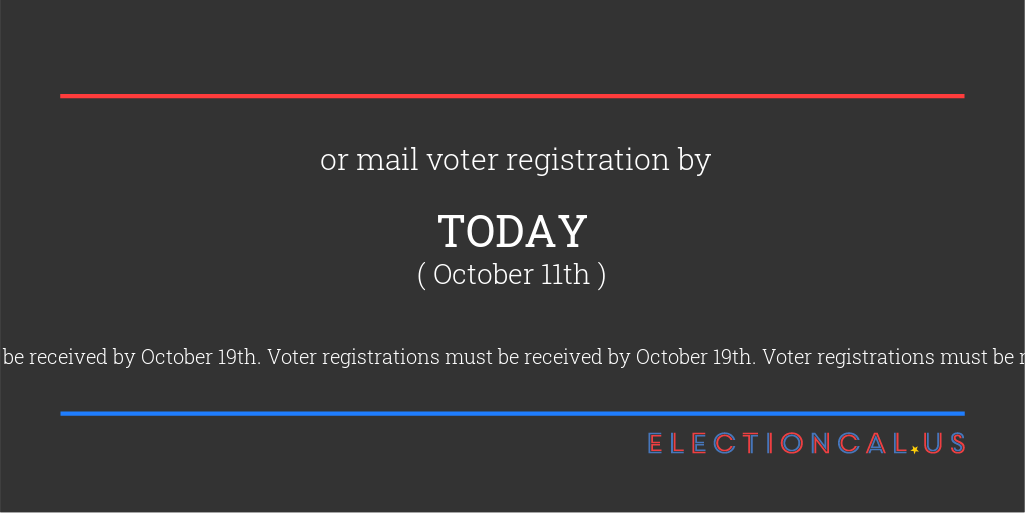 or mail voter registration by
TODAY
( October 11th )
be received by October 19th. Voter registrations must be received by October 19th. Voter registrations must be
ELECTIONCAL.US